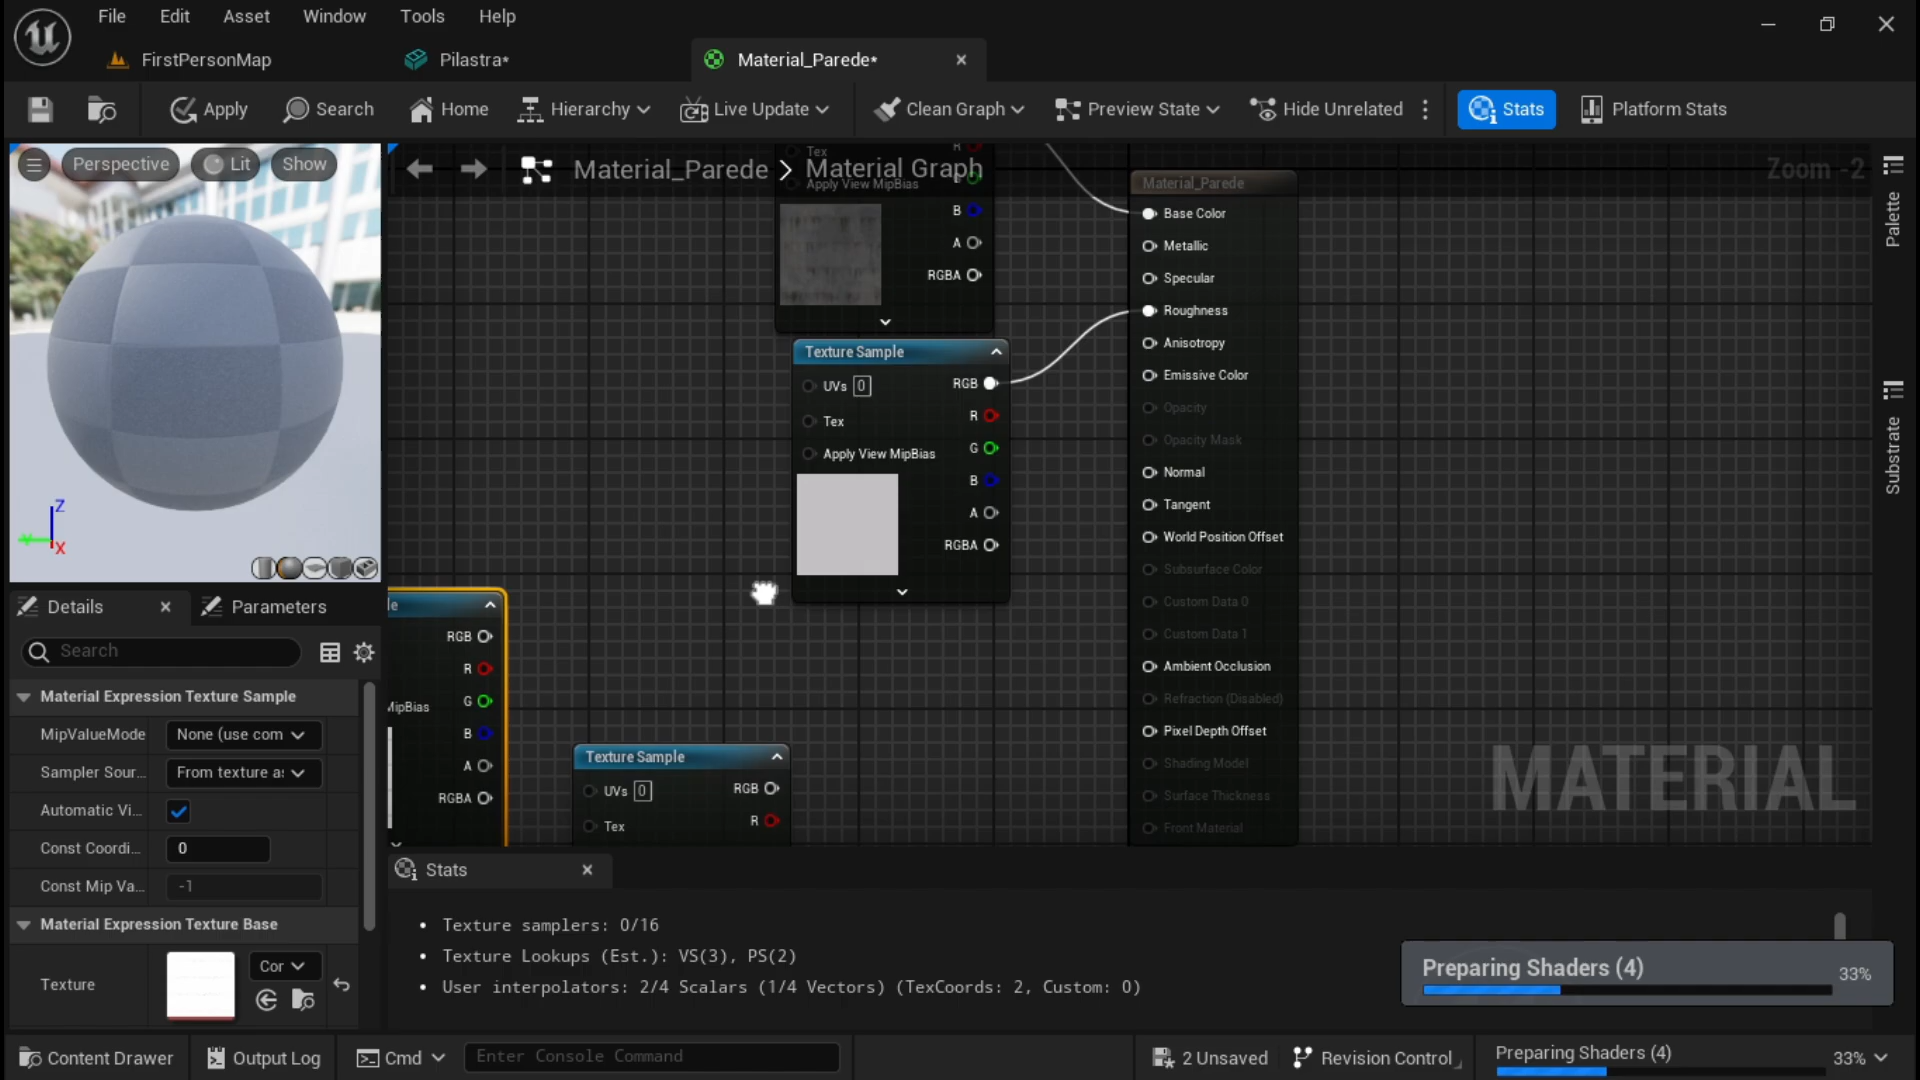 File Edit Asset Window Tools Help
FirstPersonMap Pilastra* Material_Parede*
Apply Search Home Hierarchy Live Update Clean Graph Preview State Hide Unrelated Stats Platform Stats
Perspective Lit Show
Material_Parede > Material Graph
Zoom -2
Tex R
Apply View MipBias
B
A
RGBA
Texture Sample
UVs 0 RGB
Tex R
Apply View MipBias G
B
A
RGBA
Material_Parede
Base Color
Metallic
Specular
Roughness
Anisotropy
Emissive Color
Opacity
Opacity Mask
Normal
Tangent
World Position Offset
Subsurface Color
Custom Data 0
Custom Data 1
Ambient Occlusion
Refraction (Disabled)
Pixel Depth Offset
Shading Model
Surface Thickness
Front Material
Palette
Substrate
MATERIAL
Z
Y
X
le
RGB
R
MipBias G
B
A
RGBA
Texture Sample
UVs 0 RGB
Tex R
Details Parameters
Search
Material Expression Texture Sample
MipValueMode None (use com
Sampler Sour... From texture a
Automatic Vi...
Const Coordi... 0
Const Mip Va... -1
Material Expression Texture Base
Texture Cor
Stats
• Texture samplers: 0/16
• Texture Lookups (Est.): VS(3), PS(2)
• User interpolators: 2/4 Scalars (1/4 Vectors) (TexCoords: 2, Custom: 0)
Preparing Shaders (4) 33%
Content Drawer Output Log Cmd Enter Console Command 2 Unsaved Revision Control Preparing Shaders (4) 33%